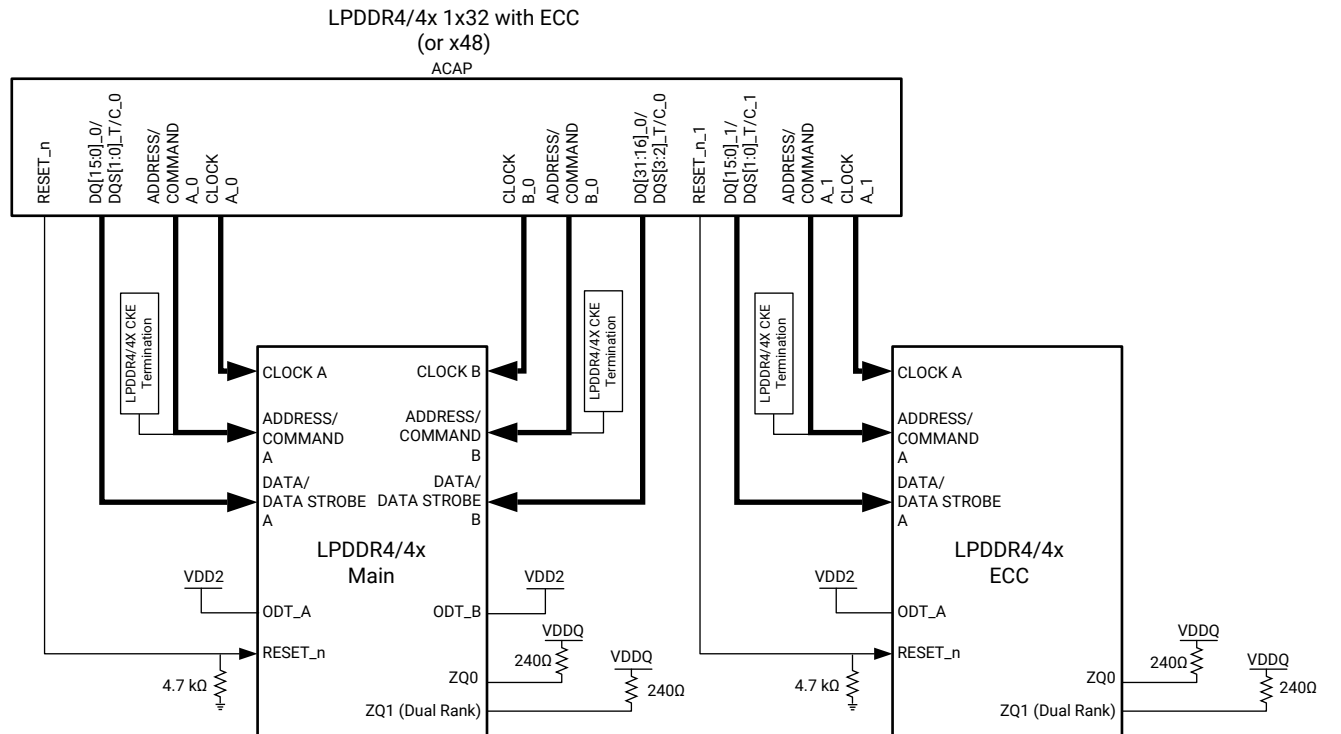 LPDDR4/4x 1x32 with ECC
(or x48)
ACAP
RESET_n
DQ[15:0]_0/
DQS[1:0]_T/C_0
ADDRESS/
COMMAND
A_0
CLOCK
A_0
CLOCK
B_0
ADDRESS/
COMMAND
B_0
DQ[31:16]_0/
DQS[3:2]_T/C_0
RESET_n_1
DQ[15:0]_1/
DQS[1:0]_T/C_1
ADDRESS/
COMMAND
A_1
CLOCK
A_1
LPDDR4/4X CKE
Termination
LPDDR4/4X CKE
Termination
LPDDR4/4X CKE
Termination
CLOCK A
ADDRESS/
COMMAND
A
DATA/
DATA STROBE
A
CLOCK B
ADDRESS/
COMMAND
B
DATA/
DATA STROBE
B
LPDDR4/4x
Main
VDD2
ODT_A
RESET_n
4.7 kΩ
ODT_B
VDD2
VDDQ
240Ω
ZQ0
VDDQ
240Ω
ZQ1 (Dual Rank)
CLOCK A
ADDRESS/
COMMAND
A
DATA/
DATA STROBE
A
LPDDR4/4x
ECC
VDD2
ODT_A
RESET_n
4.7 kΩ
VDDQ
240Ω
ZQ0
VDDQ
240Ω
ZQ1 (Dual Rank)